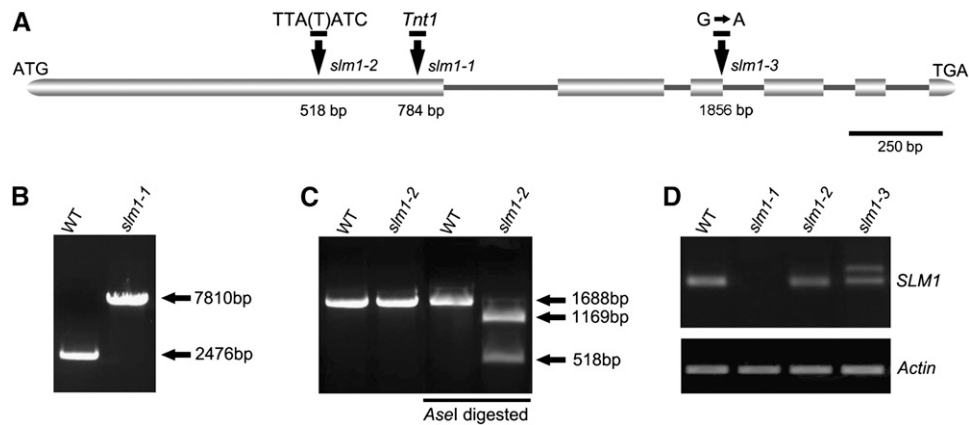 A
TTA(T)ATC
Tnt1
G → A
ATG
slm1-2
slm1-1
slm1-3
TGA
518 bp
784 bp
1856 bp
250 bp
B
WT
slm1-1
7810bp
2476bp
C
WT
slm1-2
WT
slm1-2
1688bp
1169bp
518bp
AseI digested
D
WT
slm1-1
slm1-2
slm1-3
SLM1
Actin